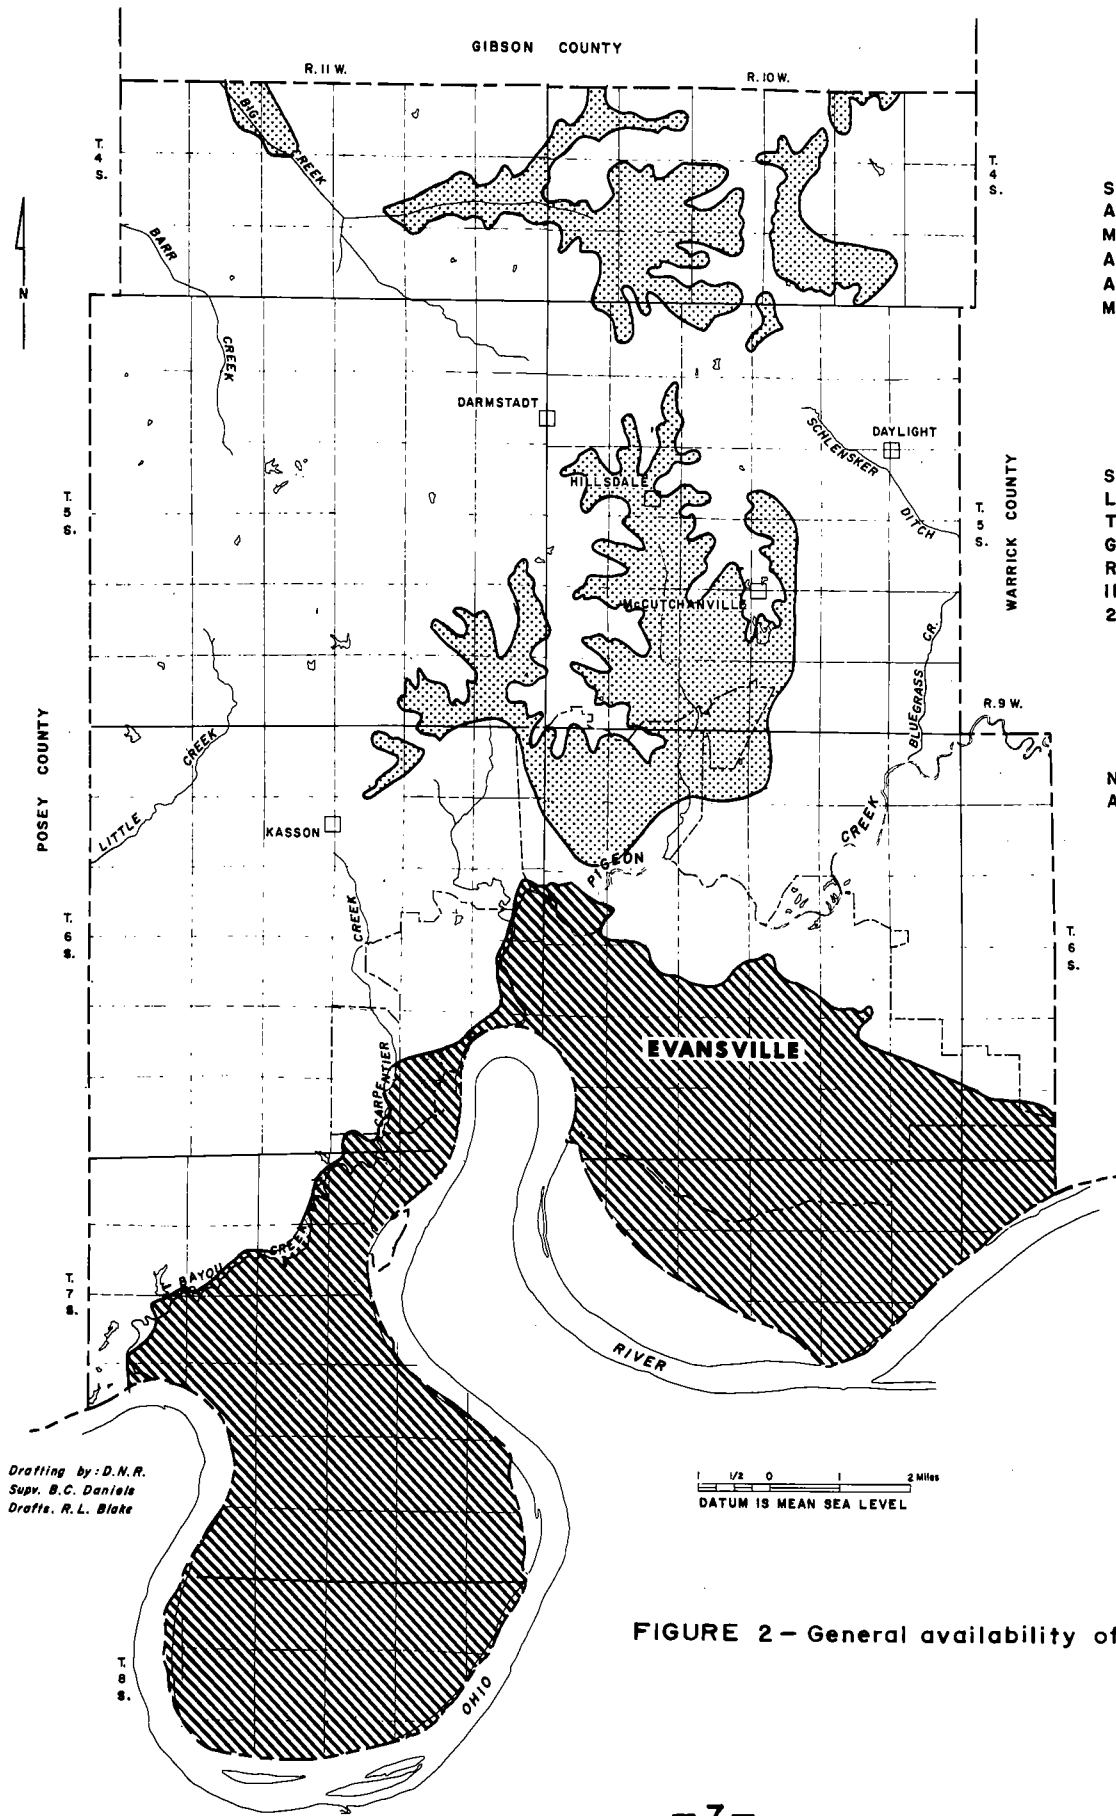 GIBSON COUNTY
R. 11 W.
R. 10 W.
T.
4
S.
T.
4
S.
BIG
CREEK
BARR
CREEK
N
S
A
M
A
A
M
DARMSTADT
SCHLENSKER
DITCH
DAYLIGHT
HILLSDALE
T.
5
S.
T.
5
S.
WARRICK COUNTY
S
L
T
G
R
II
2
McCUTCHANVILLE
BLUEGRASS CR.
R. 9 W.
POSEY COUNTY
LITTLE
CREEK
KASSON
PIGEON
CREEK
N
A
T.
6
S.
T.
6
S.
CREEK
CARPENTIER
EVANSVILLE
BAYOU
CREEK
T.
7
S.
RIVER
Drafting by: D.N.R.
Supv. B.C. Daniels
Drafts. R.L. Blake
1 1/2 0 1 2 Miles
DATUM IS MEAN SEA LEVEL
FIGURE 2 — General availability of
T.
8
S.
OHIO
— 7 —